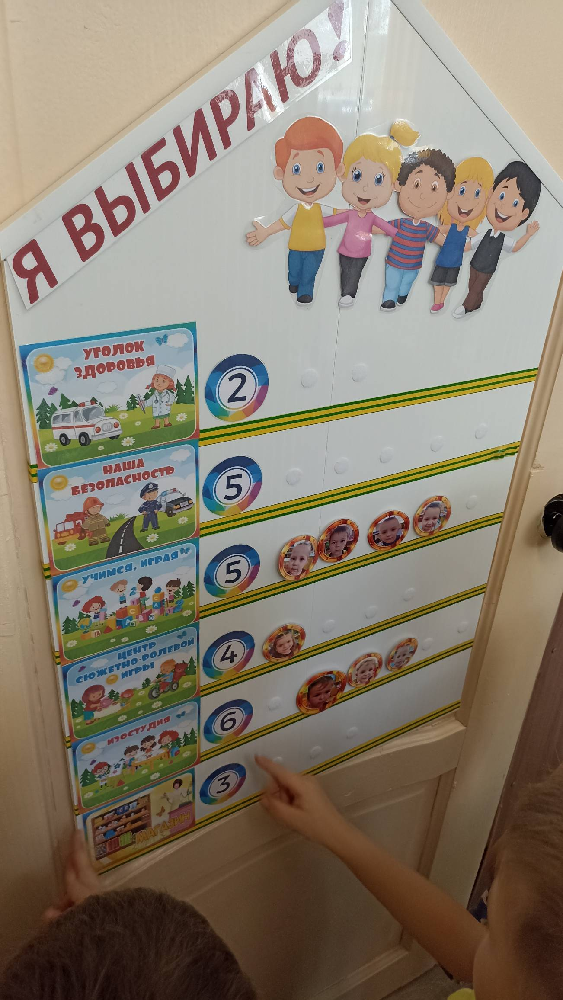 Я ВЫБИРАЮ!
УГОЛОК
ЗДОРОВЬЯ
2
НАША
БЕЗОПАСНОСТЬ
5
УЧИМСЯ, ИГРАЯ
5
ЦЕНТР
СЮЖЕТНО-РОЛЕВОЙ
ИГРЫ
4
ИЗОСТУДИЯ
6
МАГАЗИН
3